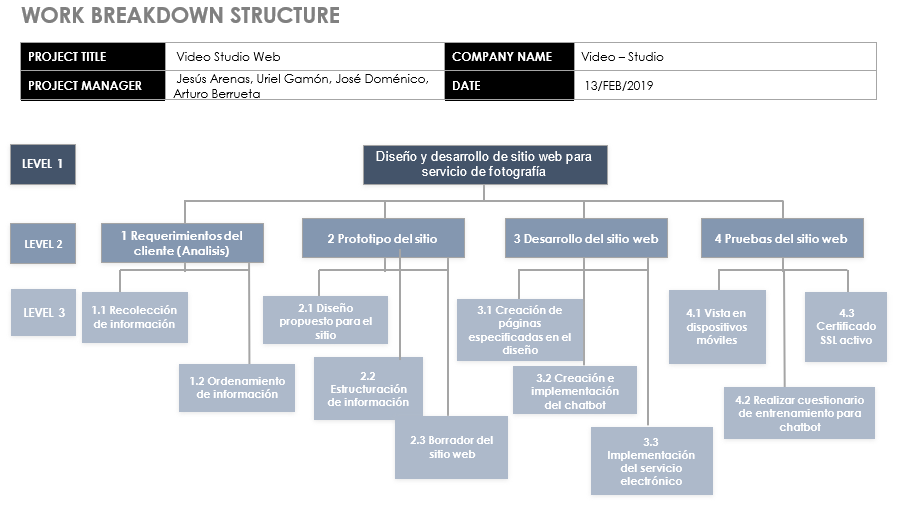 WORK BREAKDOWN STRUCTURE
PROJECT TITLE
Video Studio Web
COMPANY NAME
Video – Studio
PROJECT MANAGER
Jesús Arenas, Uriel Gamón, José Doménico,
Arturo Berrueta
DATE
13/FEB/2019
LEVEL 1
Diseño y desarrollo de sitio web para
servicio de fotografía
LEVEL 2
1 Requerimientos del
cliente (Analisis)
2 Prototipo del sitio
3 Desarrollo del sitio web
4 Pruebas del sitio web
LEVEL 3
1.1 Recolección
de información
1.2 Ordenamiento
de información
2.1 Diseño
propuesto para el
sitio
2.2
Estructuración
de información
2.3 Borrador del
sitio web
3.1 Creación de
páginas
especificadas en el
diseño
3.2 Creación e
implementación
del chatbot
3.3
Implementación
del servicio
electrónico
4.1 Vista en
dispositivos
móviles
4.2 Realizar cuestionario
de entrenamiento para
chatbot
4.3
Certificado
SSL activo